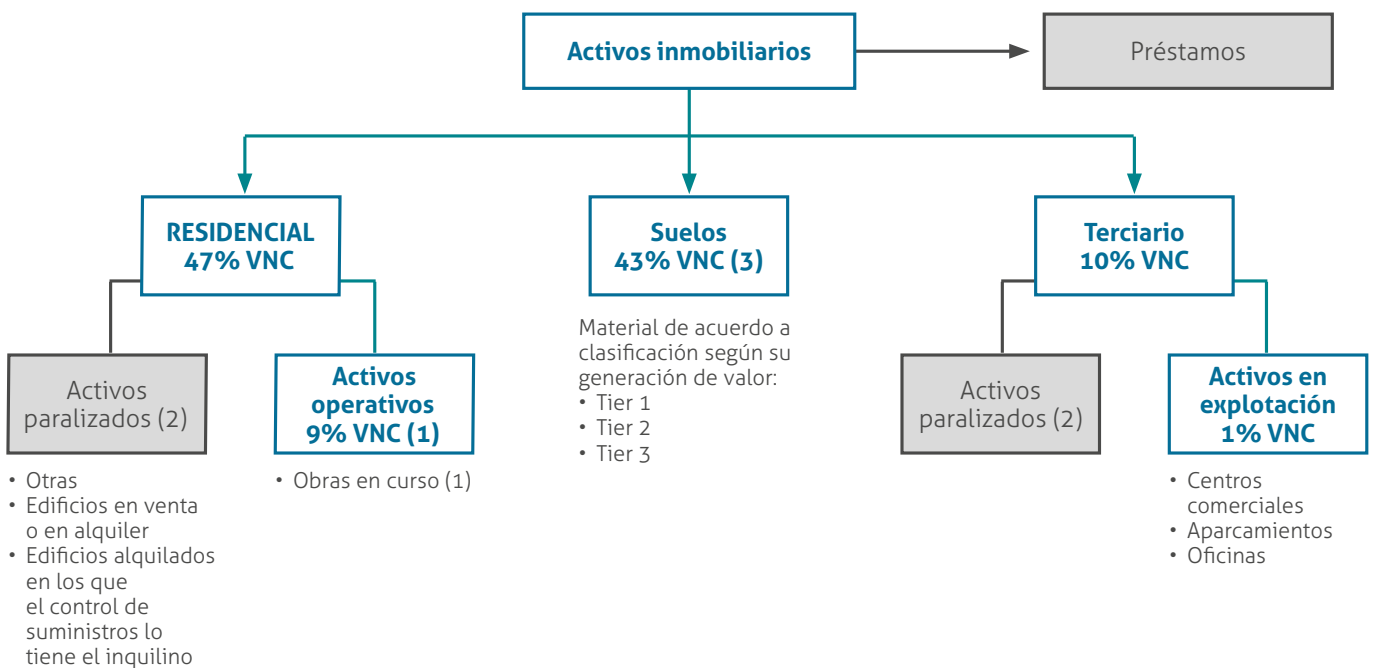 Activos inmobiliarios
Préstamos
RESIDENCIAL
47% VNC
Suelos
43% VNC (3)
Terciario
10% VNC
Material de acuerdo a
clasificación según su
generación de valor:
• Tier 1
• Tier 2
• Tier 3
Activos
paralizados (2)
Activos
operativos
9% VNC (1)
Activos
paralizados (2)
Activos en
explotación
1% VNC
• Otras
• Edificios en venta
o en alquiler
• Edificios alquilados
en los que
el control de
suministros lo
tiene el inquilino
• Obras en curso (1)
• Centros
comerciales
• Aparcamientos
• Oficinas